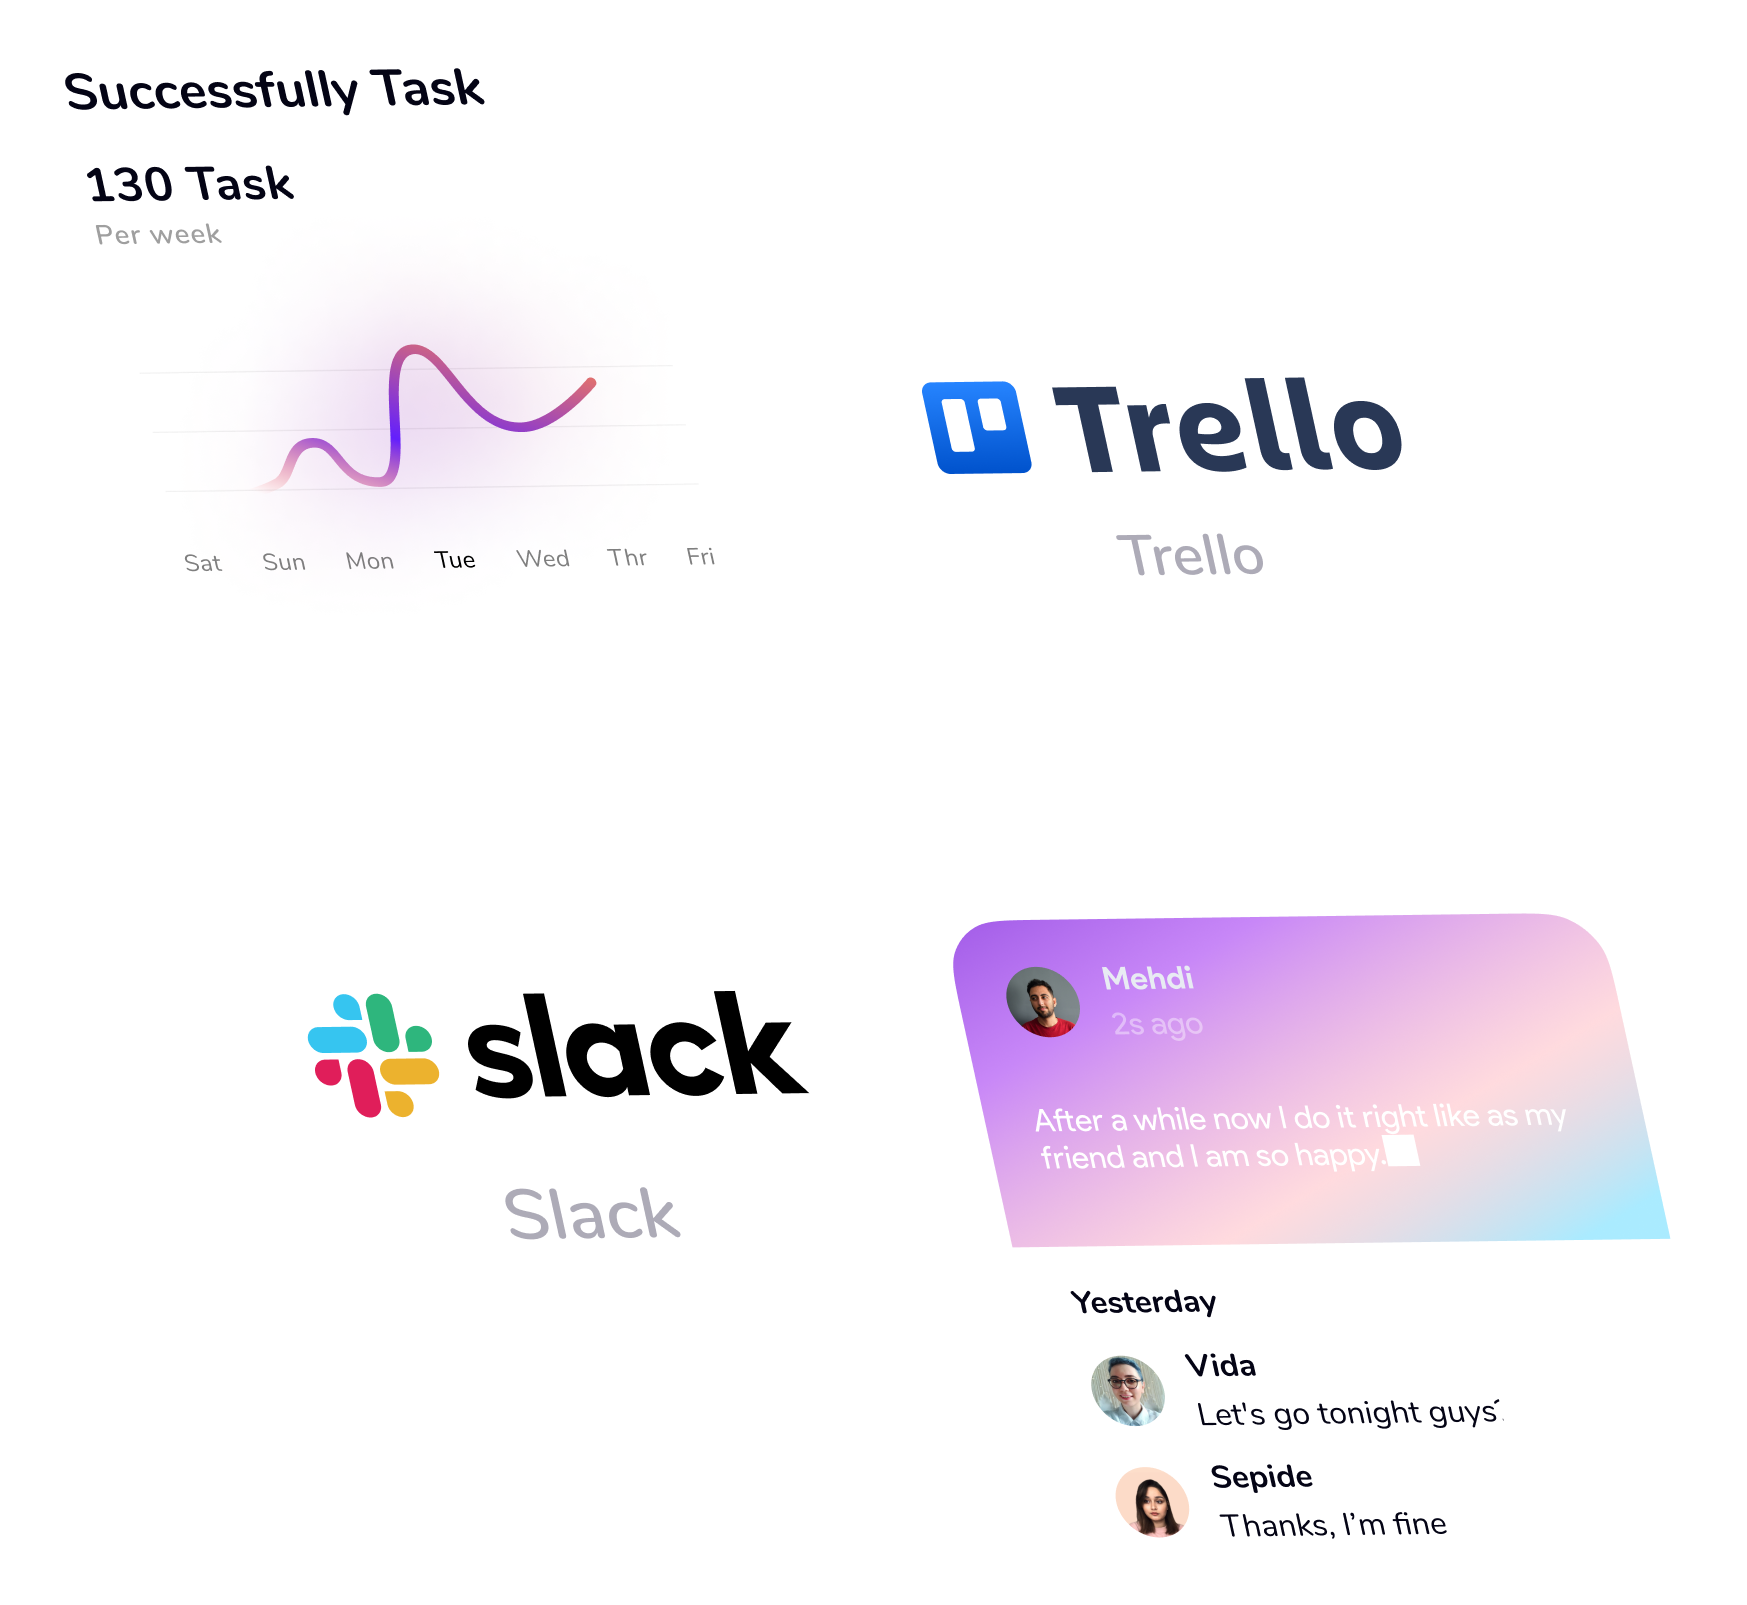 Successfully Task
130 Task
Per week
Sat Sun Mon Tue Wed Thr Fri
Trello
Trello
slack
Slack
Mehdi
2s ago
After a while now I do it right like as my
friend and I am so happy.
Yesterday
Vida
Let's go tonight guys
Sepide
Thanks, I’m fine